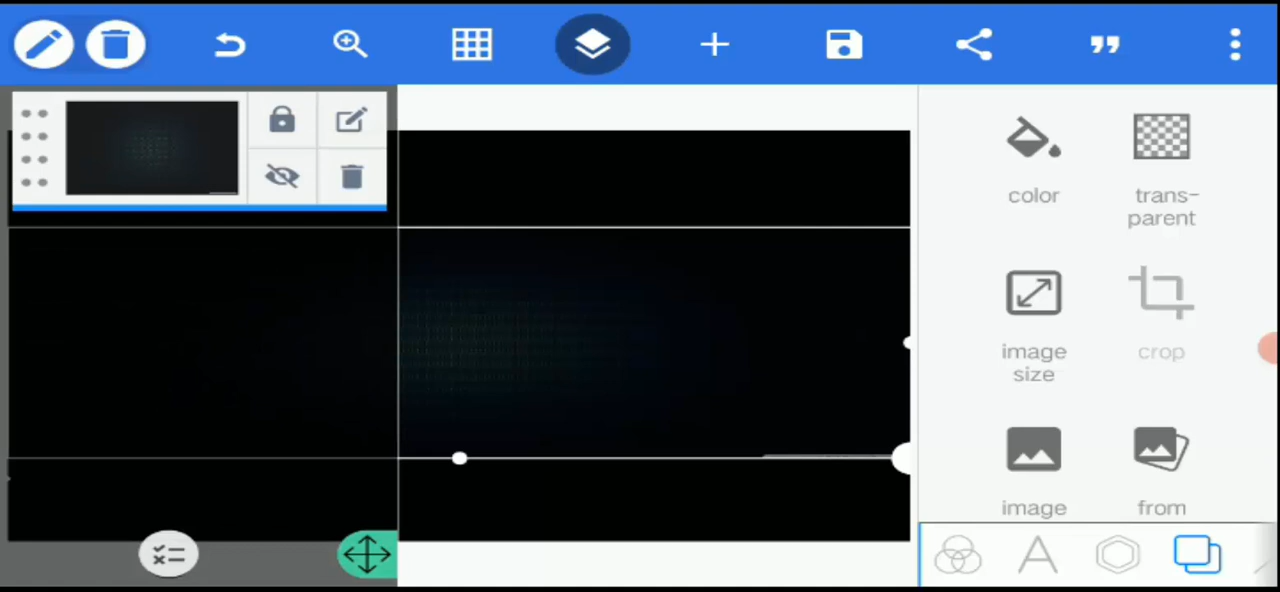 color
trans-
parent
image
size
crop
image
from